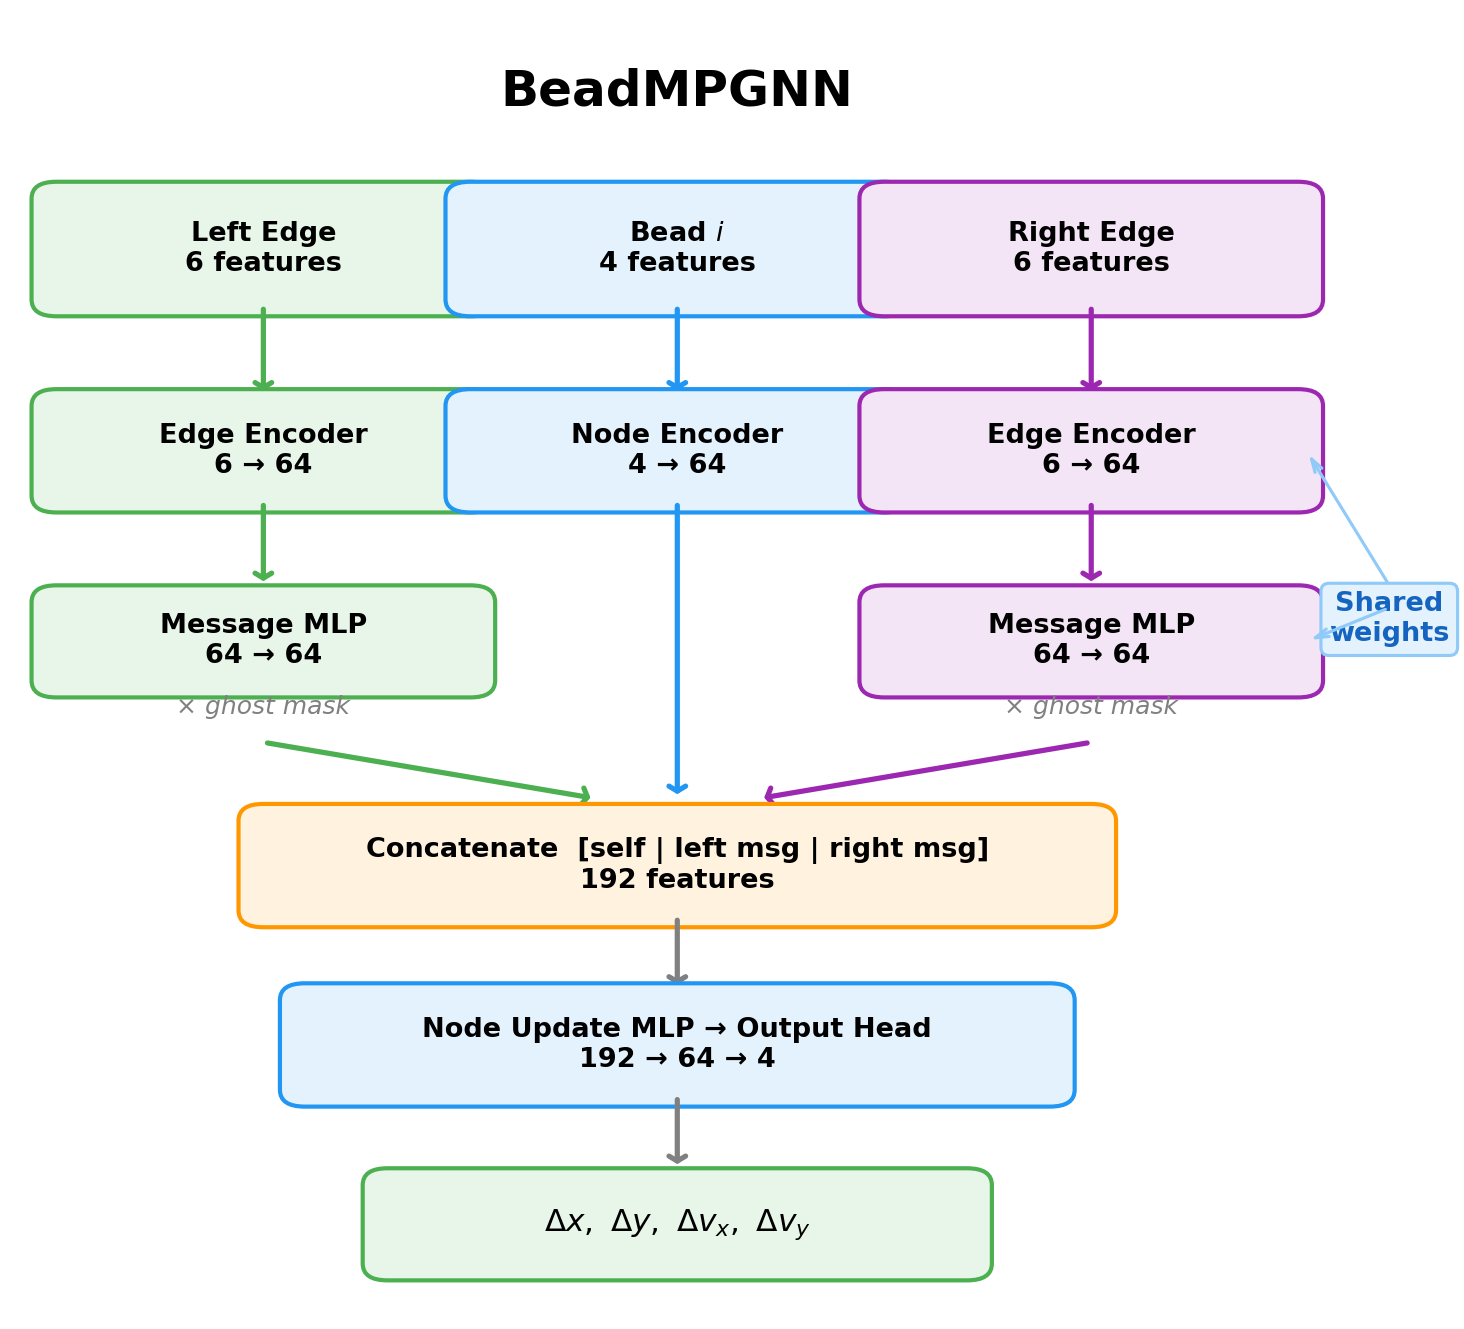 BeadMPGNN
Left Edge
6 features
Bead i
4 features
Right Edge
6 features
Edge Encoder
6 → 64
Node Encoder
4 → 64
Edge Encoder
6 → 64
Message MLP
64 → 64
Message MLP
64 → 64
Shared
weights
× ghost mask
× ghost mask
Concatenate  [self | left msg | right msg]
192 features
Node Update MLP → Output Head
192 → 64 → 4
Δx, Δy, Δvₓ, Δv_y